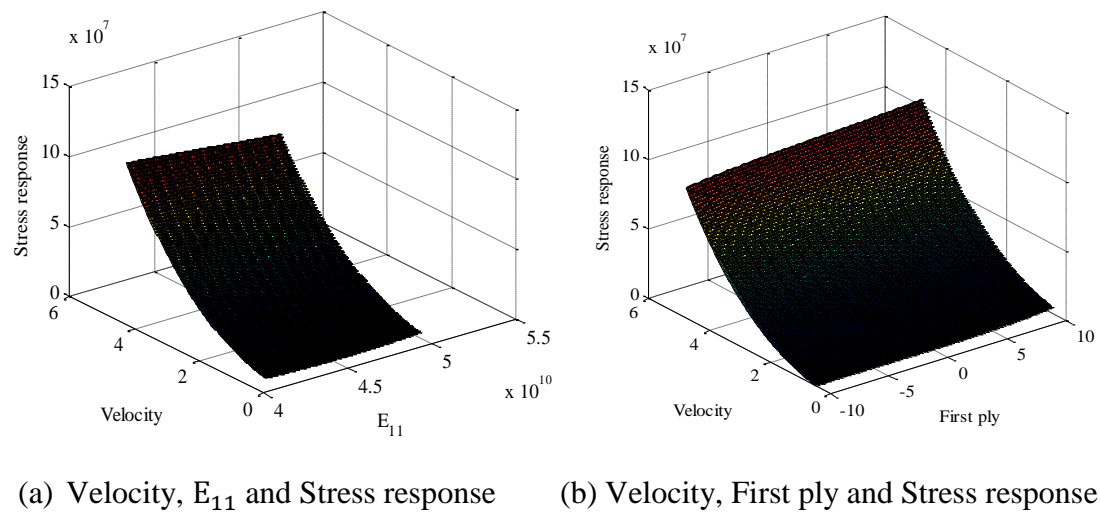 x 10^7
15
10
5
0
Stress response
6
4
2
0
Velocity
4
4.5
5
5.5
x 10^10
E_11
x 10^7
15
10
5
0
Stress response
6
4
2
0
Velocity
-10
-5
0
5
10
First ply
(a) Velocity, E_11 and Stress response
(b) Velocity, First ply and Stress response